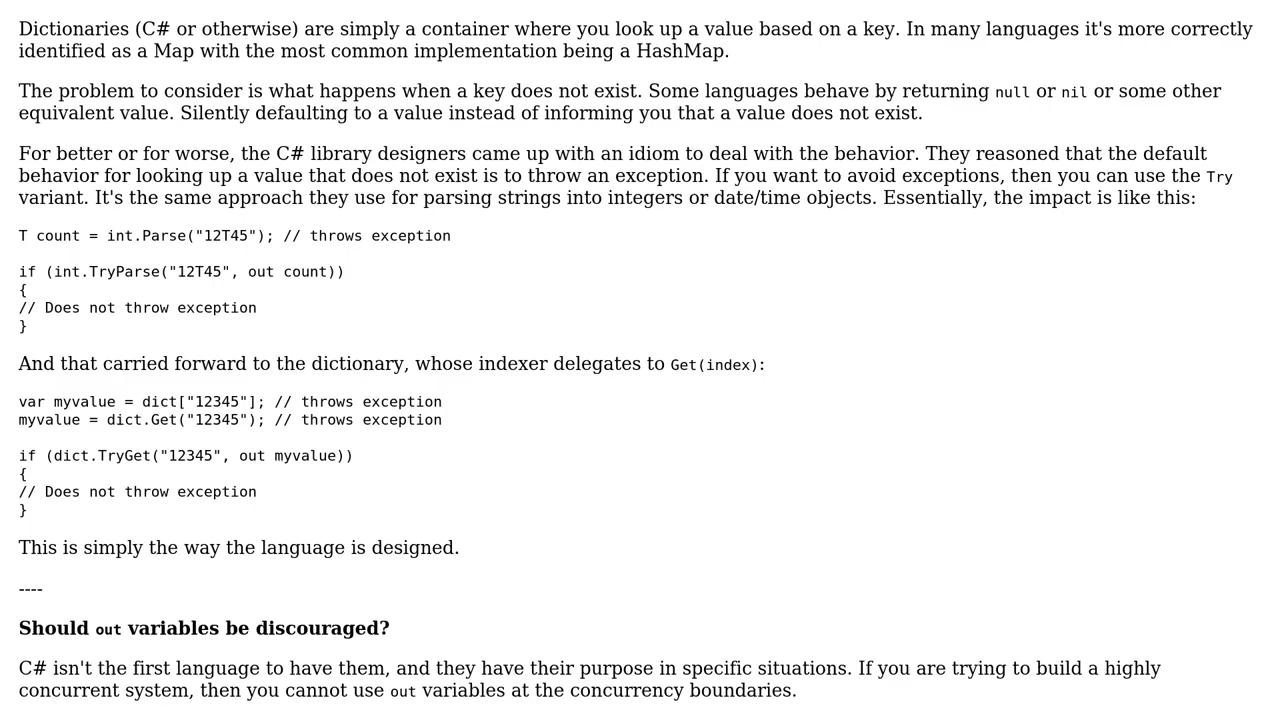 Dictionaries (C# or otherwise) are simply a container where you look up a value based on a key. In many languages it's more correctly
identified as a Map with the most common implementation being a HashMap.
The problem to consider is what happens when a key does not exist. Some languages behave by returning null or nil or some other
equivalent value. Silently defaulting to a value instead of informing you that a value does not exist.
For better or for worse, the C# library designers came up with an idiom to deal with the behavior. They reasoned that the default
behavior for looking up a value that does not exist is to throw an exception. If you want to avoid exceptions, then you can use the Try
variant. It's the same approach they use for parsing strings into integers or date/time objects. Essentially, the impact is like this:
T count = int.Parse("12T45"); // throws exception
if (int.TryParse("12T45", out count))
{
// Does not throw exception
}
And that carried forward to the dictionary, whose indexer delegates to Get(index):
var myvalue = dict["12345"]; // throws exception
myvalue = dict.Get("12345"); // throws exception
if (dict.TryGet("12345", out myvalue))
{
// Does not throw exception
}
This is simply the way the language is designed.
----
Should out variables be discouraged?
C# isn't the first language to have them, and they have their purpose in specific situations. If you are trying to build a highly
concurrent system, then you cannot use out variables at the concurrency boundaries.